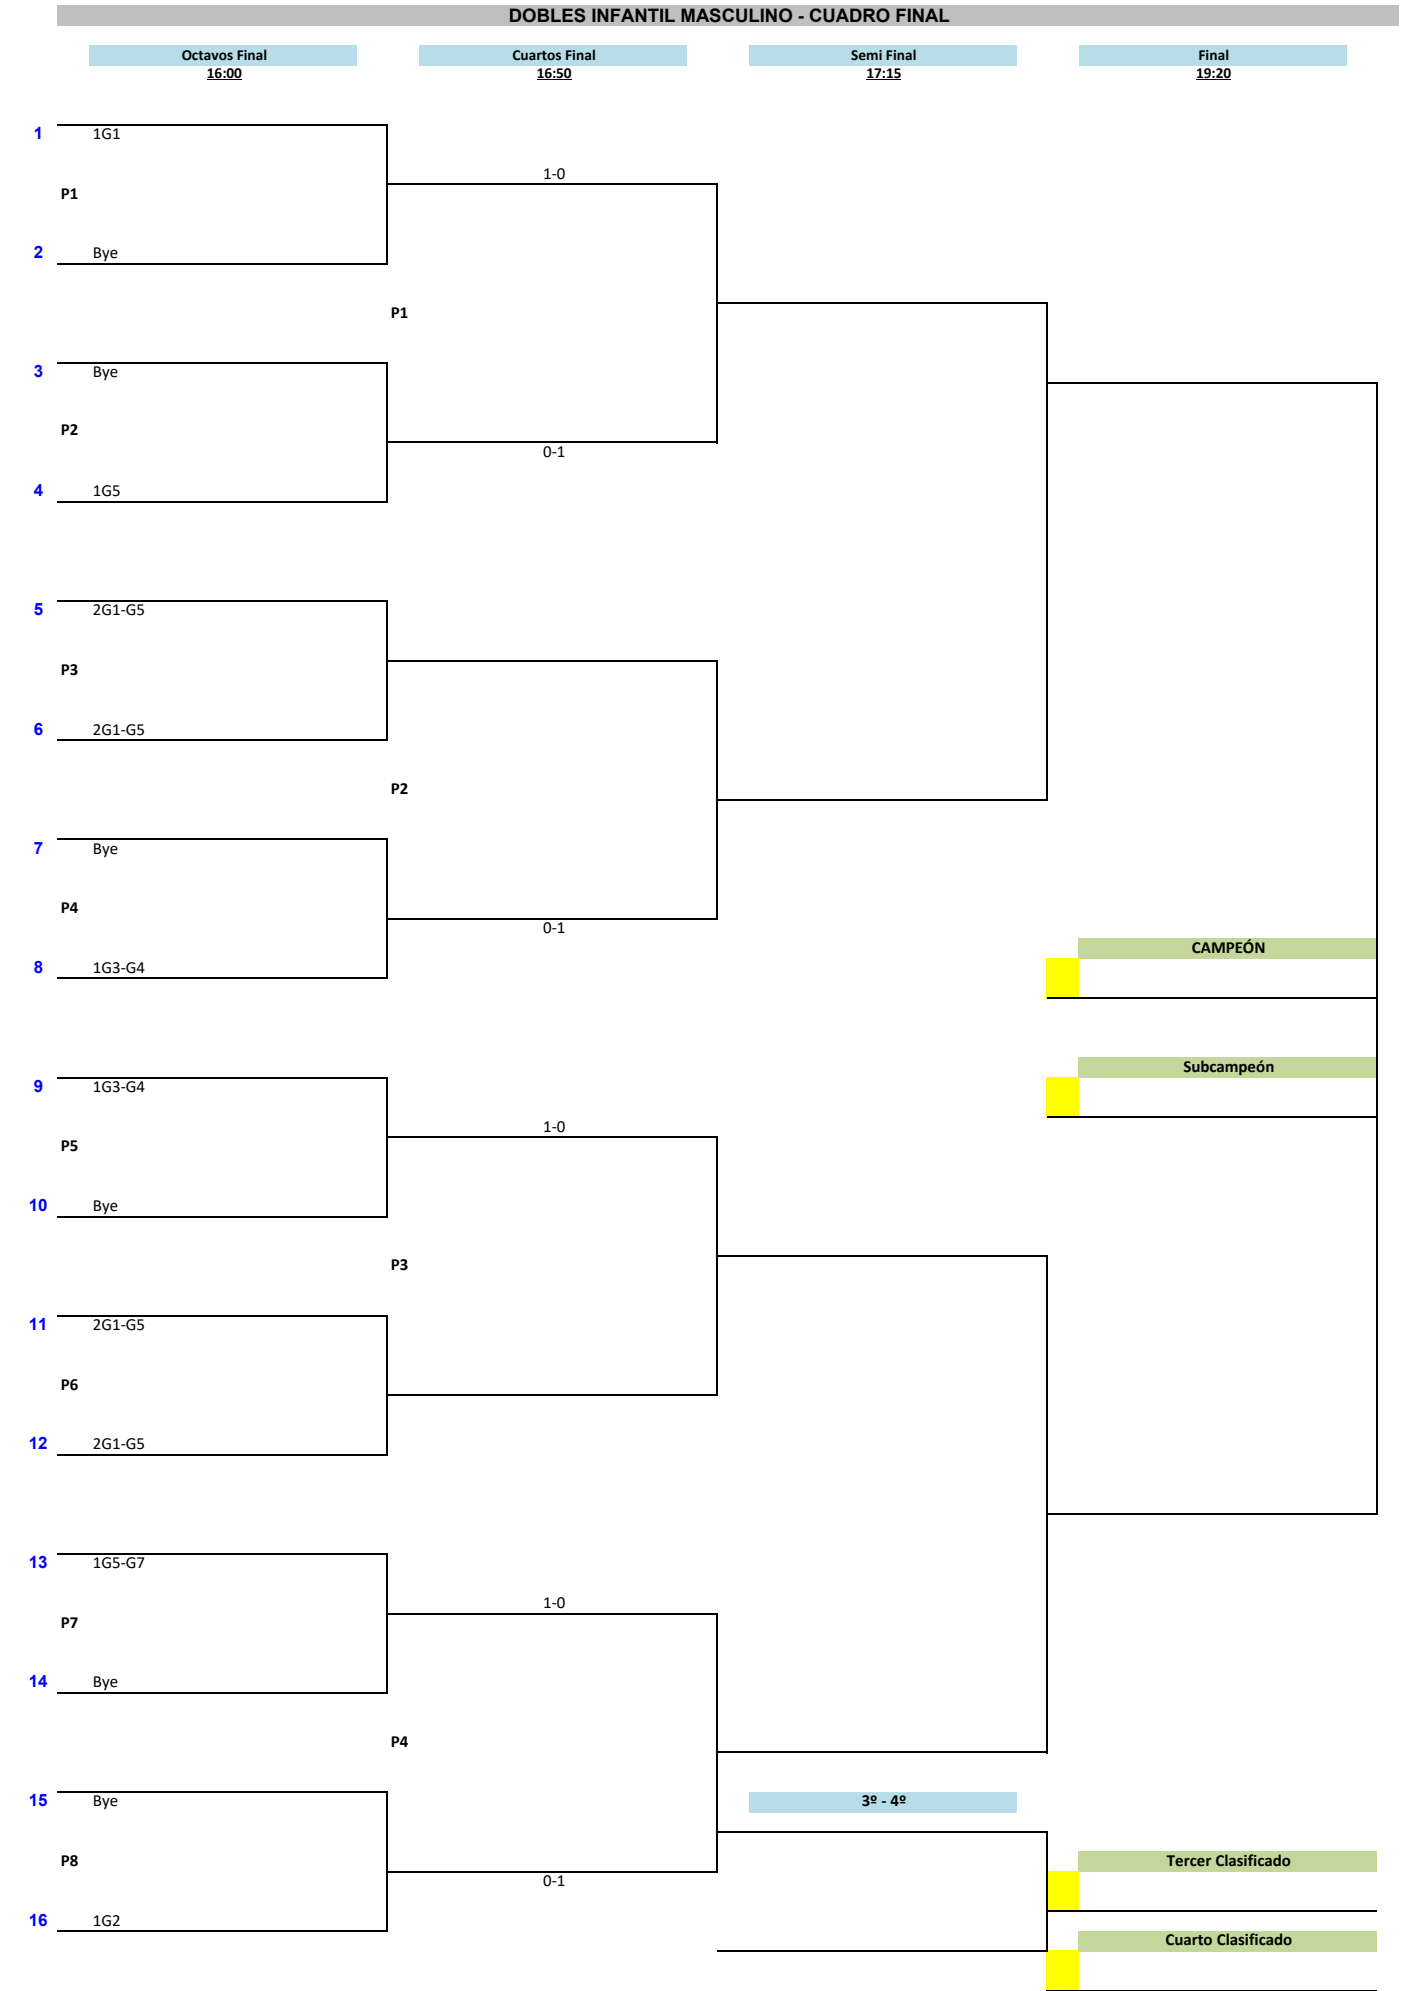 DOBLES INFANTIL MASCULINO - CUADRO FINAL
Octavos Final Cuartos Final Semi Final Final
16:00 16:50 17:15 19:20
1 1G1
1-0
P1
2 Bye
P1
3 Bye
P2
0-1
4 1G5
5 2G1-G5
P3
6 2G1-G5
P2
7 Bye
P4
0-1
CAMPEÓN
8 1G3-G4
Subcampeón
9 1G3-G4
1-0
P5
10 Bye
P3
11 2G1-G5
P6
12 2G1-G5
13 1G5-G7
1-0
P7
14 Bye
P4
15 Bye 3º - 4º
P8 Tercer Clasificado
0-1
16 1G2
Cuarto Clasificado